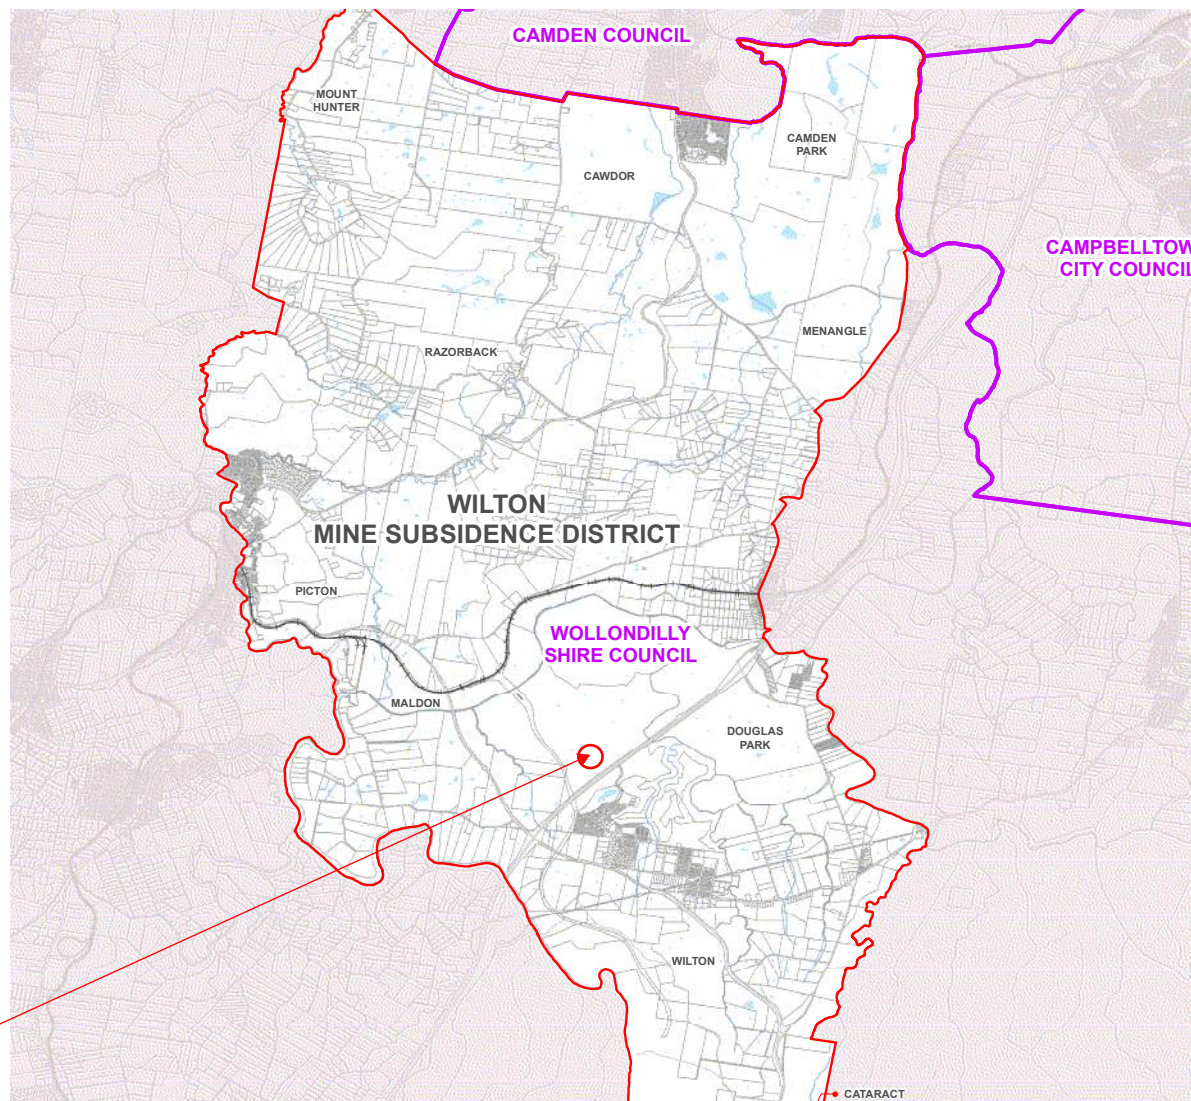 CAMDEN COUNCIL
MOUNT
HUNTER
CAMDEN
PARK
CAWDOR
CITY COUNCIL
MENANGLE
RAZORBACK
WILTON
MINE SUBSIDENCE DISTRICT
PICTON
WOLLONDILLY
SHIRE COUNCIL
MALDON
DOUGLAS
PARK
WILTON
CATARACT